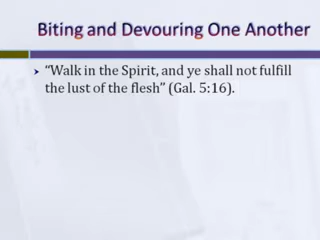 Biting and Devouring One Another
“Walk in the Spirit, and ye shall not fulfill
the lust of the flesh” (Gal. 5:16).